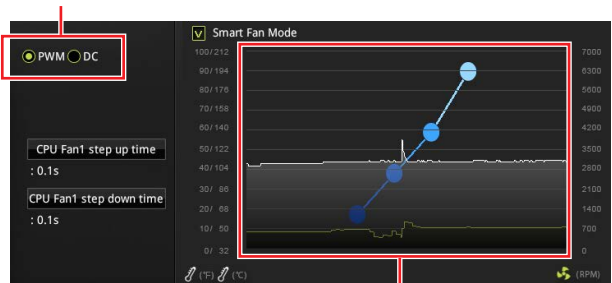 Smart Fan Mode
PWM DC
100/212 7000
90/194 6300
80/176 5600
70/158 4900
60/140 4200
50/122 3500
40/104 2800
30/ 86 2100
20/ 68 1400
10/ 50 700
0/ 32 0
CPU Fan1 step up time
: 0.1s
CPU Fan1 step down time
: 0.1s
(°F) (°C) (RPM)